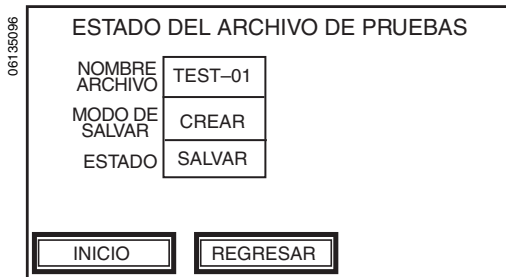 06135096
ESTADO DEL ARCHIVO DE PRUEBAS
NOMBRE
ARCHIVO
TEST–01
MODO DE
SALVAR
CREAR
ESTADO
SALVAR
INICIO
REGRESAR